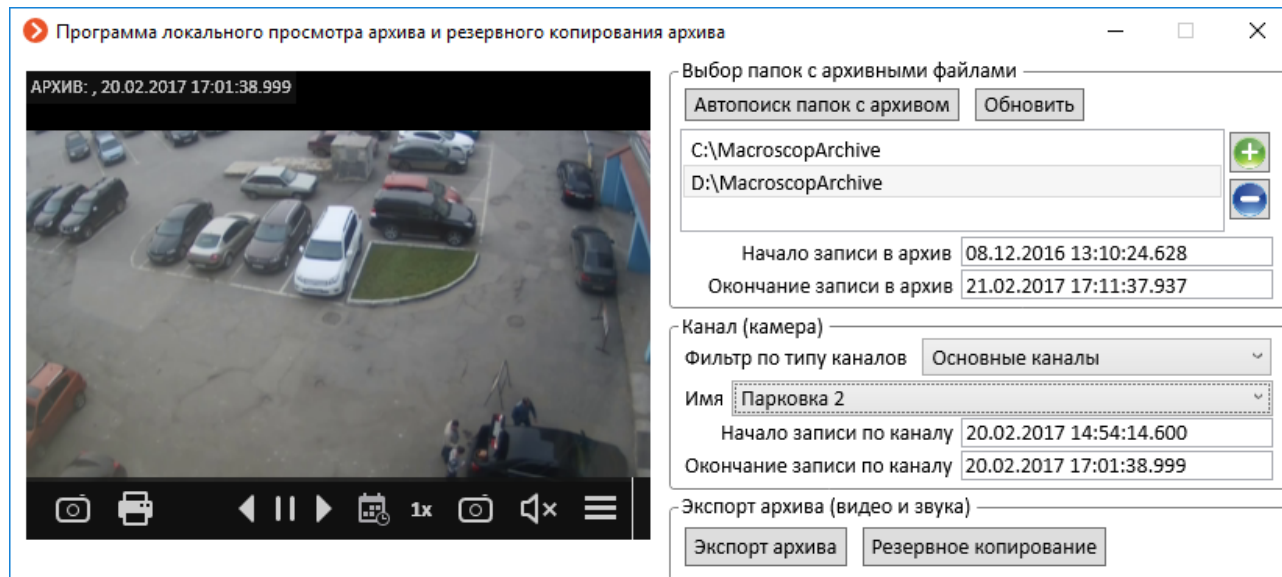 Программа локального просмотра архива и резервного копирования архива
АРХИВ: , 20.02.2017 17:01:38.999
1x
Выбор папок с архивными файлами
Автопоиск папок с архивом Обновить
C:\MacroscopArchive
D:\MacroscopArchive
Начало записи в архив 08.12.2016 13:10:24.628
Окончание записи в архив 21.02.2017 17:11:37.937
Канал (камера)
Фильтр по типу каналов Основные каналы
Имя Парковка 2
Начало записи по каналу 20.02.2017 14:54:14.600
Окончание записи по каналу 20.02.2017 17:01:38.999
Экспорт архива (видео и звука)
Экспорт архива Резервное копирование